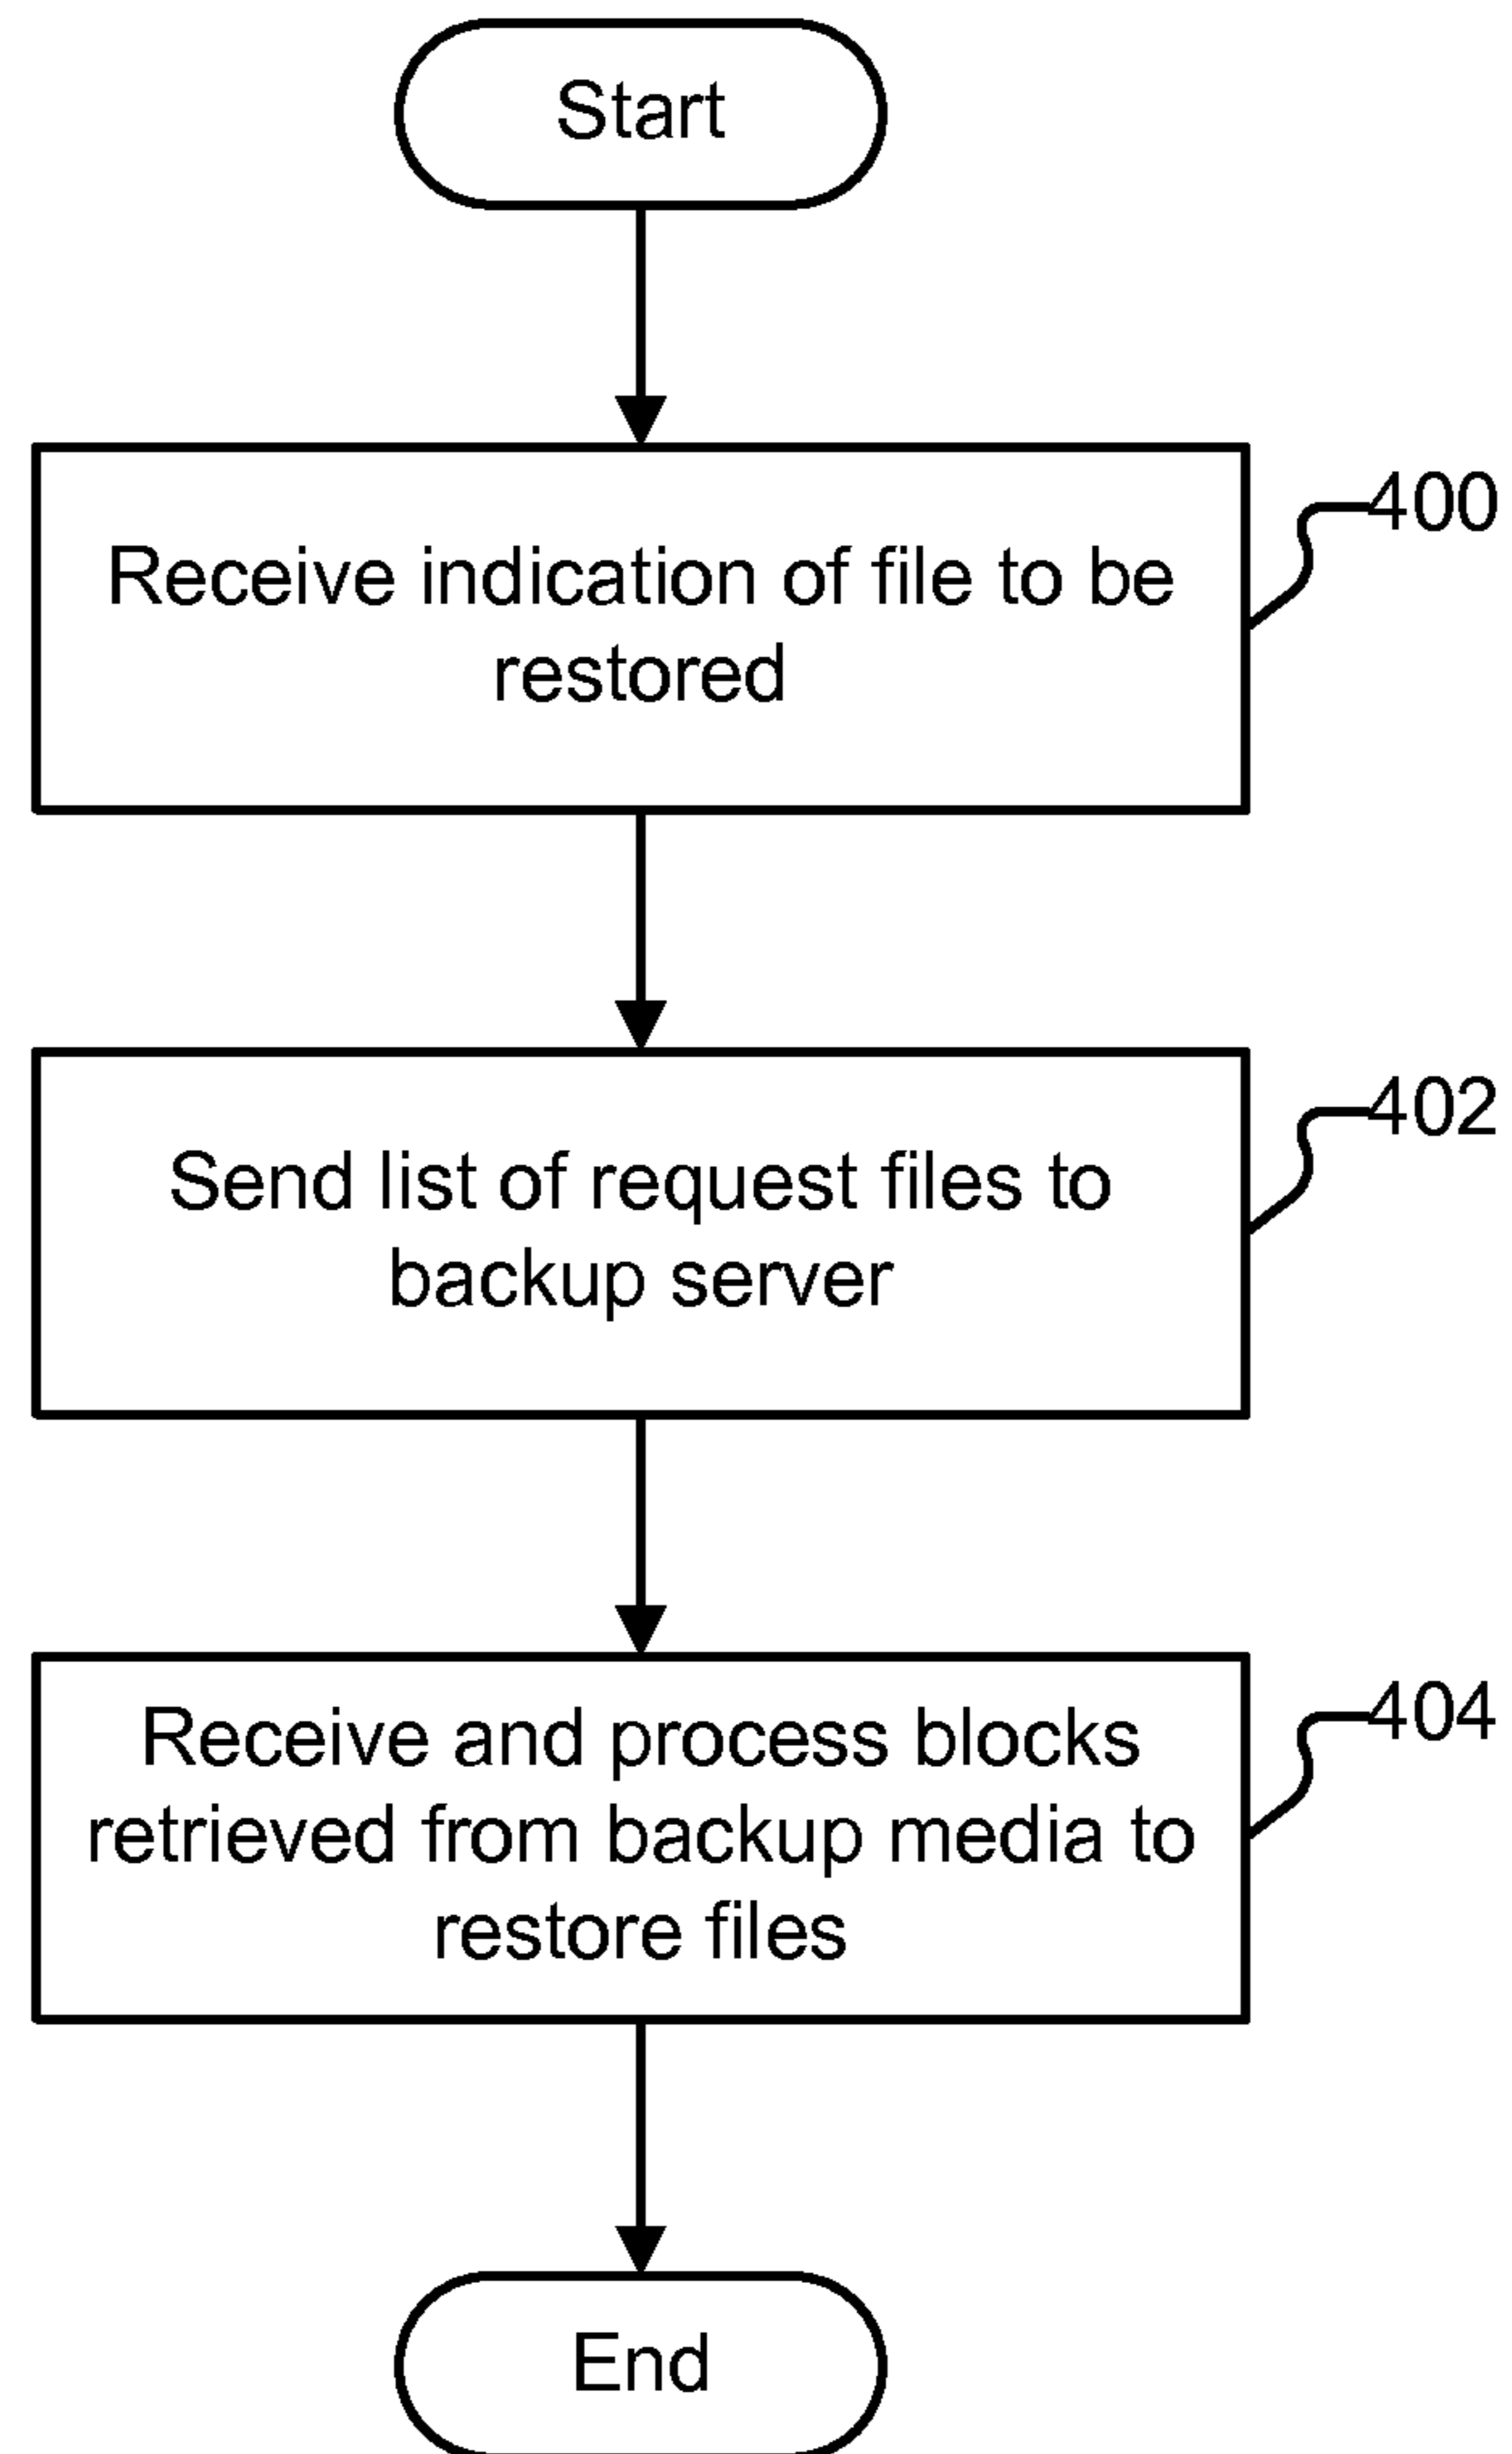 Start
Receive indication of file to be
restored
400
Send list of request files to
backup server
402
Receive and process blocks
retrieved from backup media to
restore files
404
End